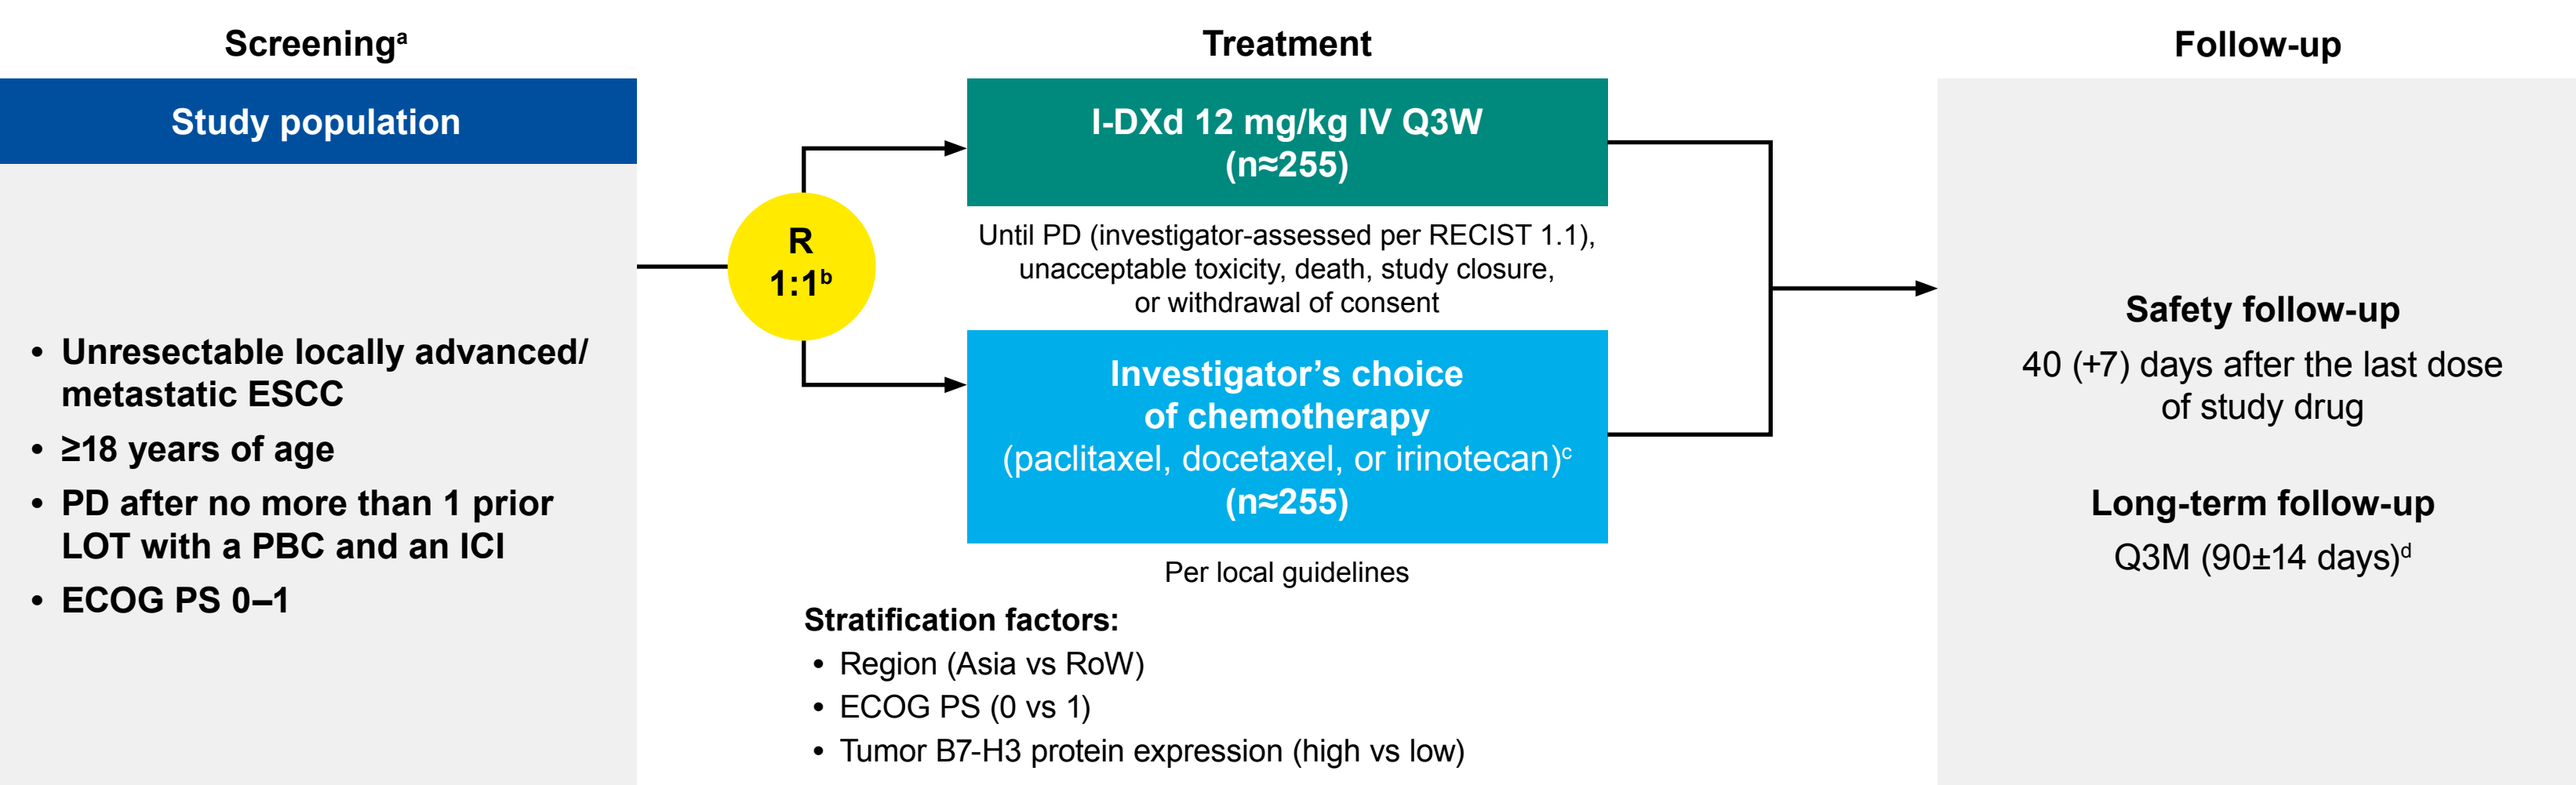 Screeningᵃ
Study population
• Unresectable locally advanced/
metastatic ESCC
• ≥18 years of age
• PD after no more than 1 prior
LOT with a PBC and an ICI
• ECOG PS 0–1
R
1:1ᵇ
Treatment
I-DXd 12 mg/kg IV Q3W
(n≈255)
Until PD (investigator-assessed per RECIST 1.1),
unacceptable toxicity, death, study closure,
or withdrawal of consent
Investigator’s choice
of chemotherapy
(paclitaxel, docetaxel, or irinotecan)ᶜ
(n≈255)
Per local guidelines
Stratification factors:
• Region (Asia vs RoW)
• ECOG PS (0 vs 1)
• Tumor B7-H3 protein expression (high vs low)
Follow-up
Safety follow-up
40 (+7) days after the last dose
of study drug
Long-term follow-up
Q3M (90±14 days)ᵈ